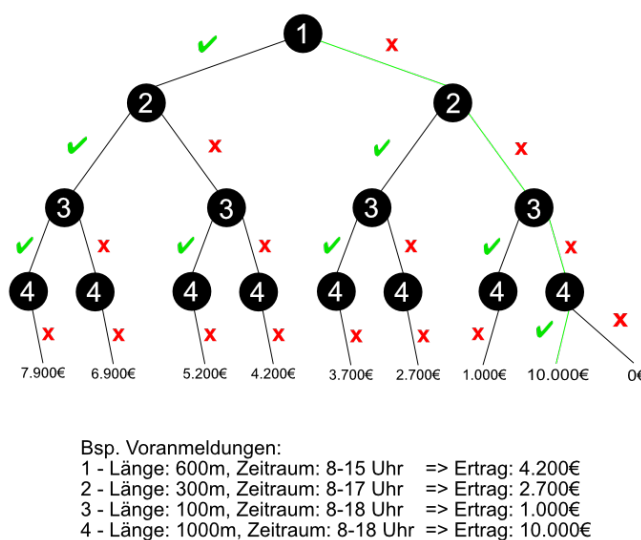 1
✓ x
2 2
✓ x ✓ x
3 3 3 3
✓ x ✓ x ✓ x ✓ x
4 4 4 4 4 4 4 4
x x x x x x x ✓ x
7.900€ 6.900€ 5.200€ 4.200€ 3.700€ 2.700€ 1.000€ 10.000€ 0€
Bsp. Voranmeldungen:
1 - Länge: 600m, Zeitraum: 8-15 Uhr => Ertrag: 4.200€
2 - Länge: 300m, Zeitraum: 8-17 Uhr => Ertrag: 2.700€
3 - Länge: 100m, Zeitraum: 8-18 Uhr => Ertrag: 1.000€
4 - Länge: 1000m, Zeitraum: 8-18 Uhr => Ertrag: 10.000€